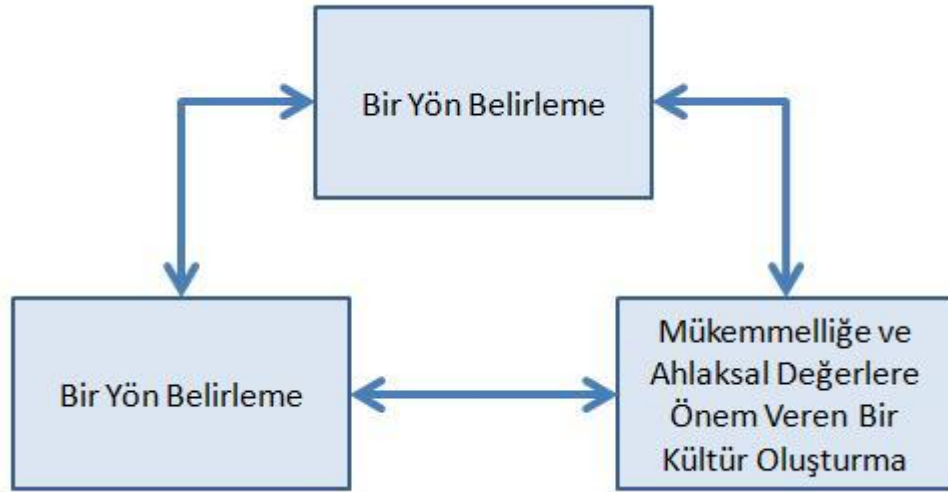 Bir Yön Belirleme
Bir Yön Belirleme
Mükemmelliğe ve
Ahlaksal Değerlere
Önem Veren Bir
Kültür Oluşturma